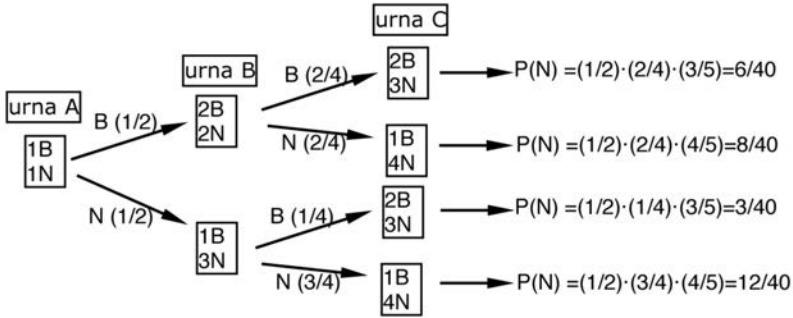 urna C
urna B
urna A
B (2/4)
2B
3N
P(N) =(1/2)·(2/4)·(3/5)=6/40
B (1/2)
2B
2N
N (2/4)
1B
4N
P(N) =(1/2)·(2/4)·(4/5)=8/40
1B
1N
N (1/2)
B (1/4)
2B
3N
P(N) =(1/2)·(1/4)·(3/5)=3/40
1B
3N
N (3/4)
1B
4N
P(N) =(1/2)·(3/4)·(4/5)=12/40